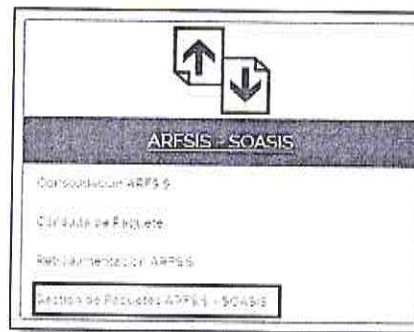 ARFSIS - SOASIS
Consolidación ARFSIS
Consulta de Paquete
Retroalimentación ARFSIS
Gestión de Paquetes ARFSIS - SOASIS